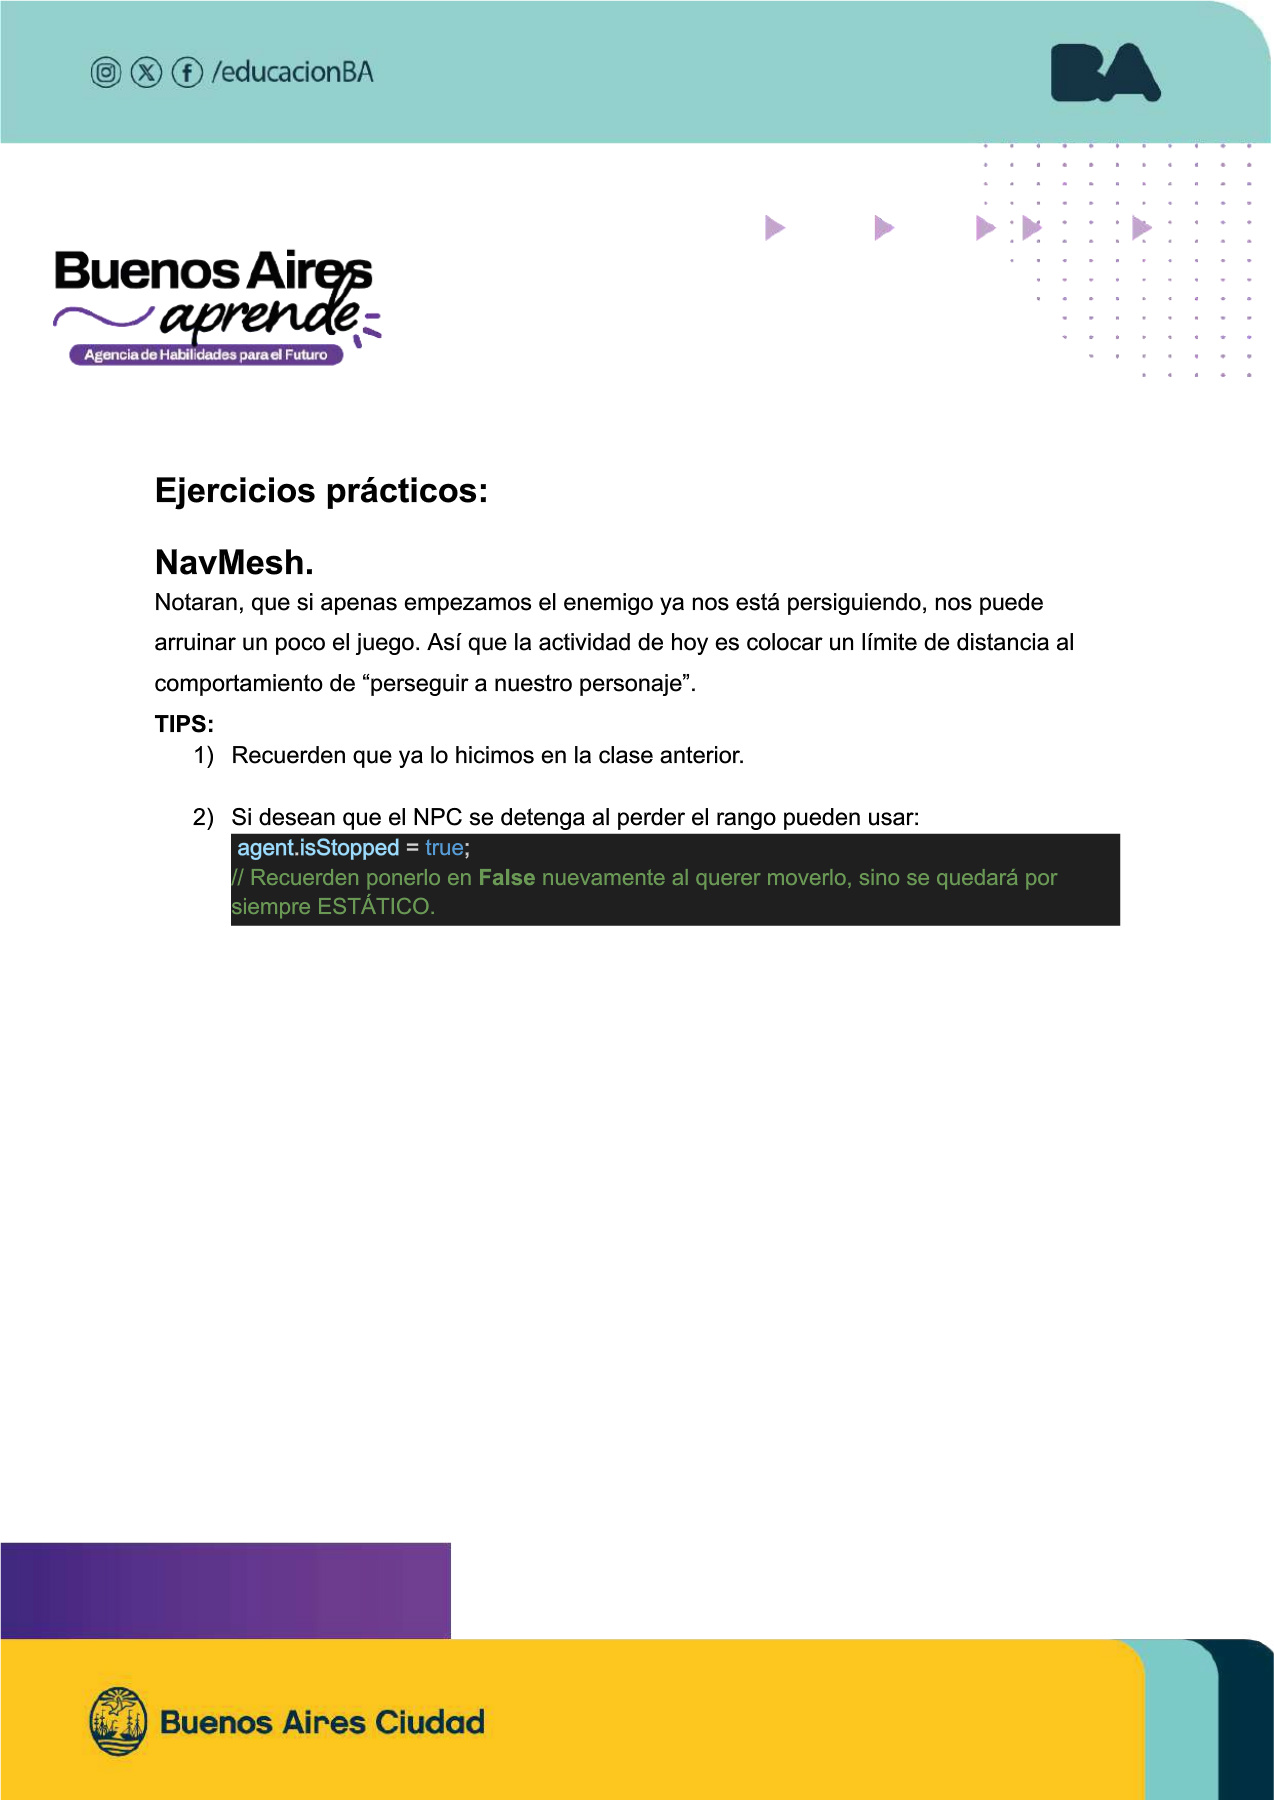 /educacionBA
BA
Buenos Aires
aprende
Agencia de Habilidades para el Futuro
Ejercicios prácticos:
NavMesh.
Notaran, que si apenas empezamos el enemigo ya nos está persiguiendo, nos puede
arruinar un poco el juego. Así que la actividad de hoy es colocar un límite de distancia al
comportamiento de “perseguir a nuestro personaje”.
TIPS:
1) Recuerden que ya lo hicimos en la clase anterior.
2) Si desean que el NPC se detenga al perder el rango pueden usar:
agent.isStopped = true;
// Recuerden ponerlo en False nuevamente al querer moverlo, sino se quedará por
siempre ESTÁTICO.
Buenos Aires Ciudad